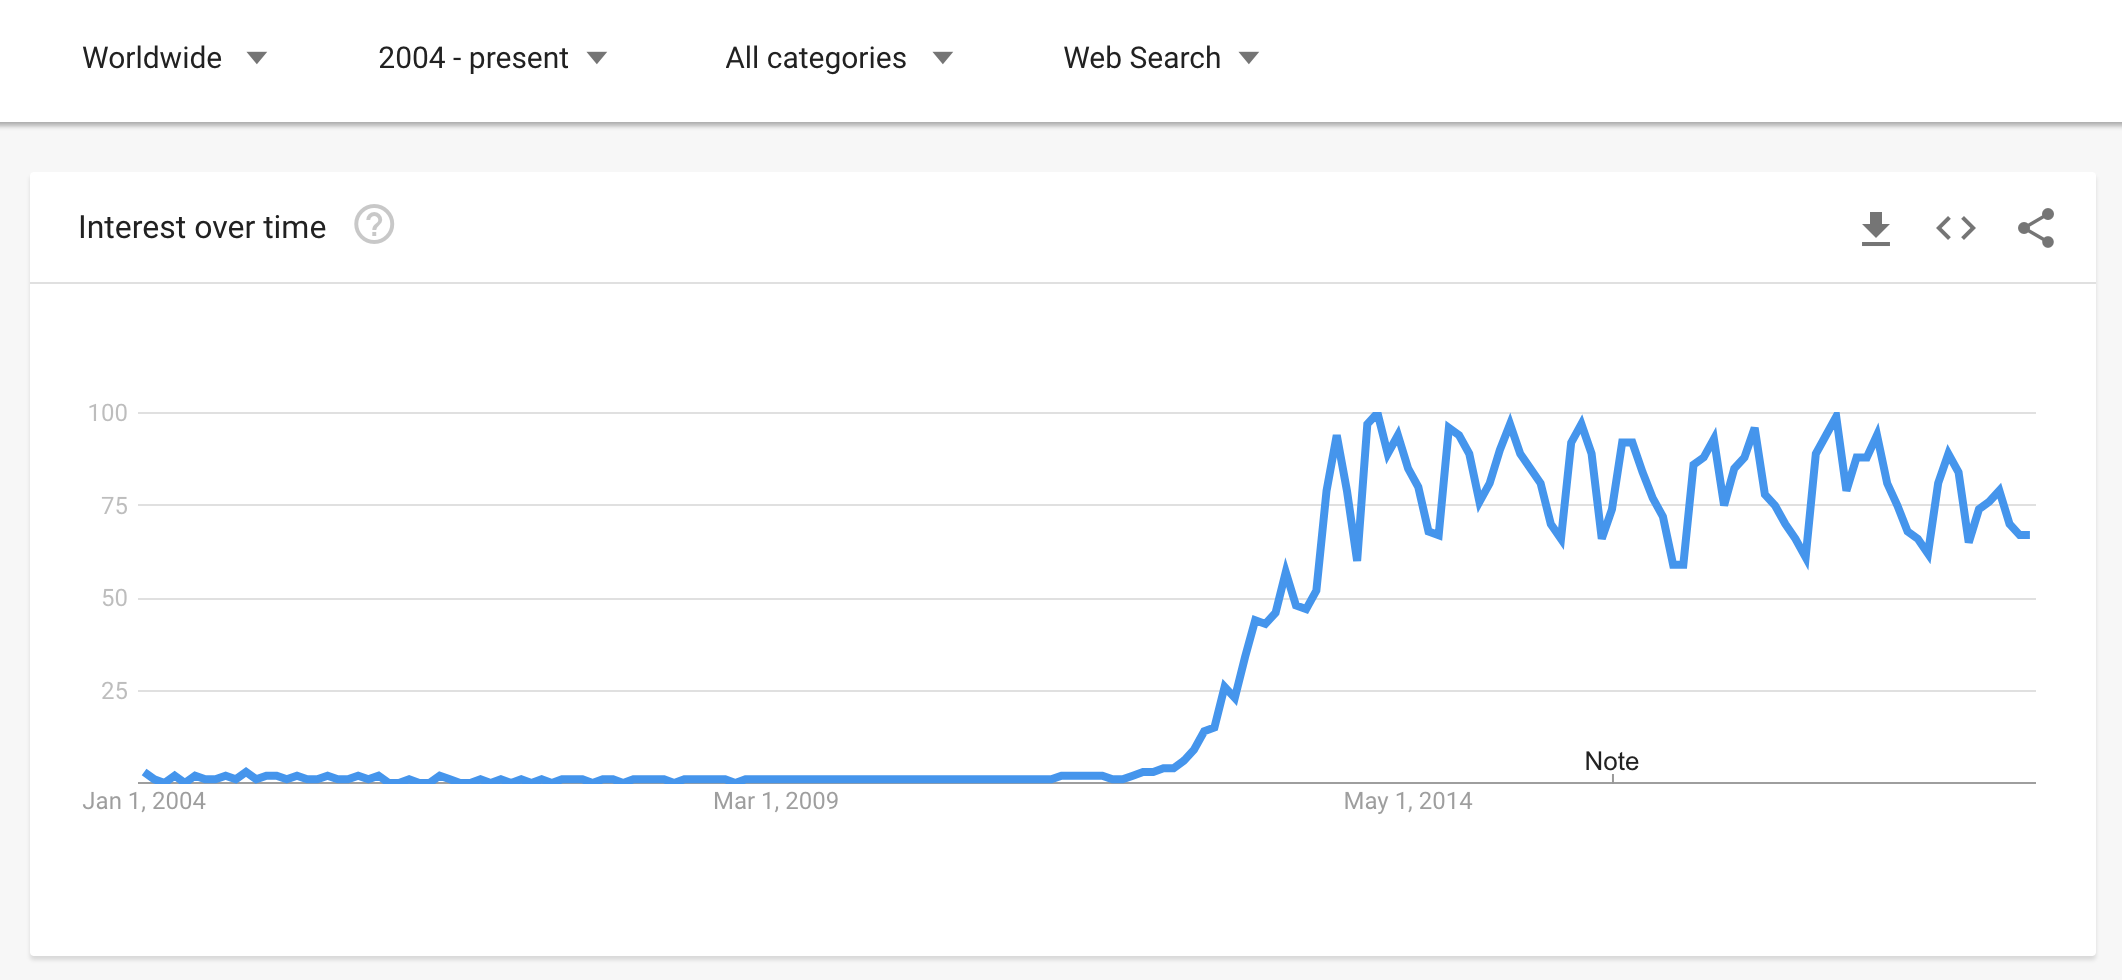 Worldwide 2004 - present All categories Web Search
Interest over time ?
100
75
50
25
Note
Jan 1, 2004 Mar 1, 2009 May 1, 2014